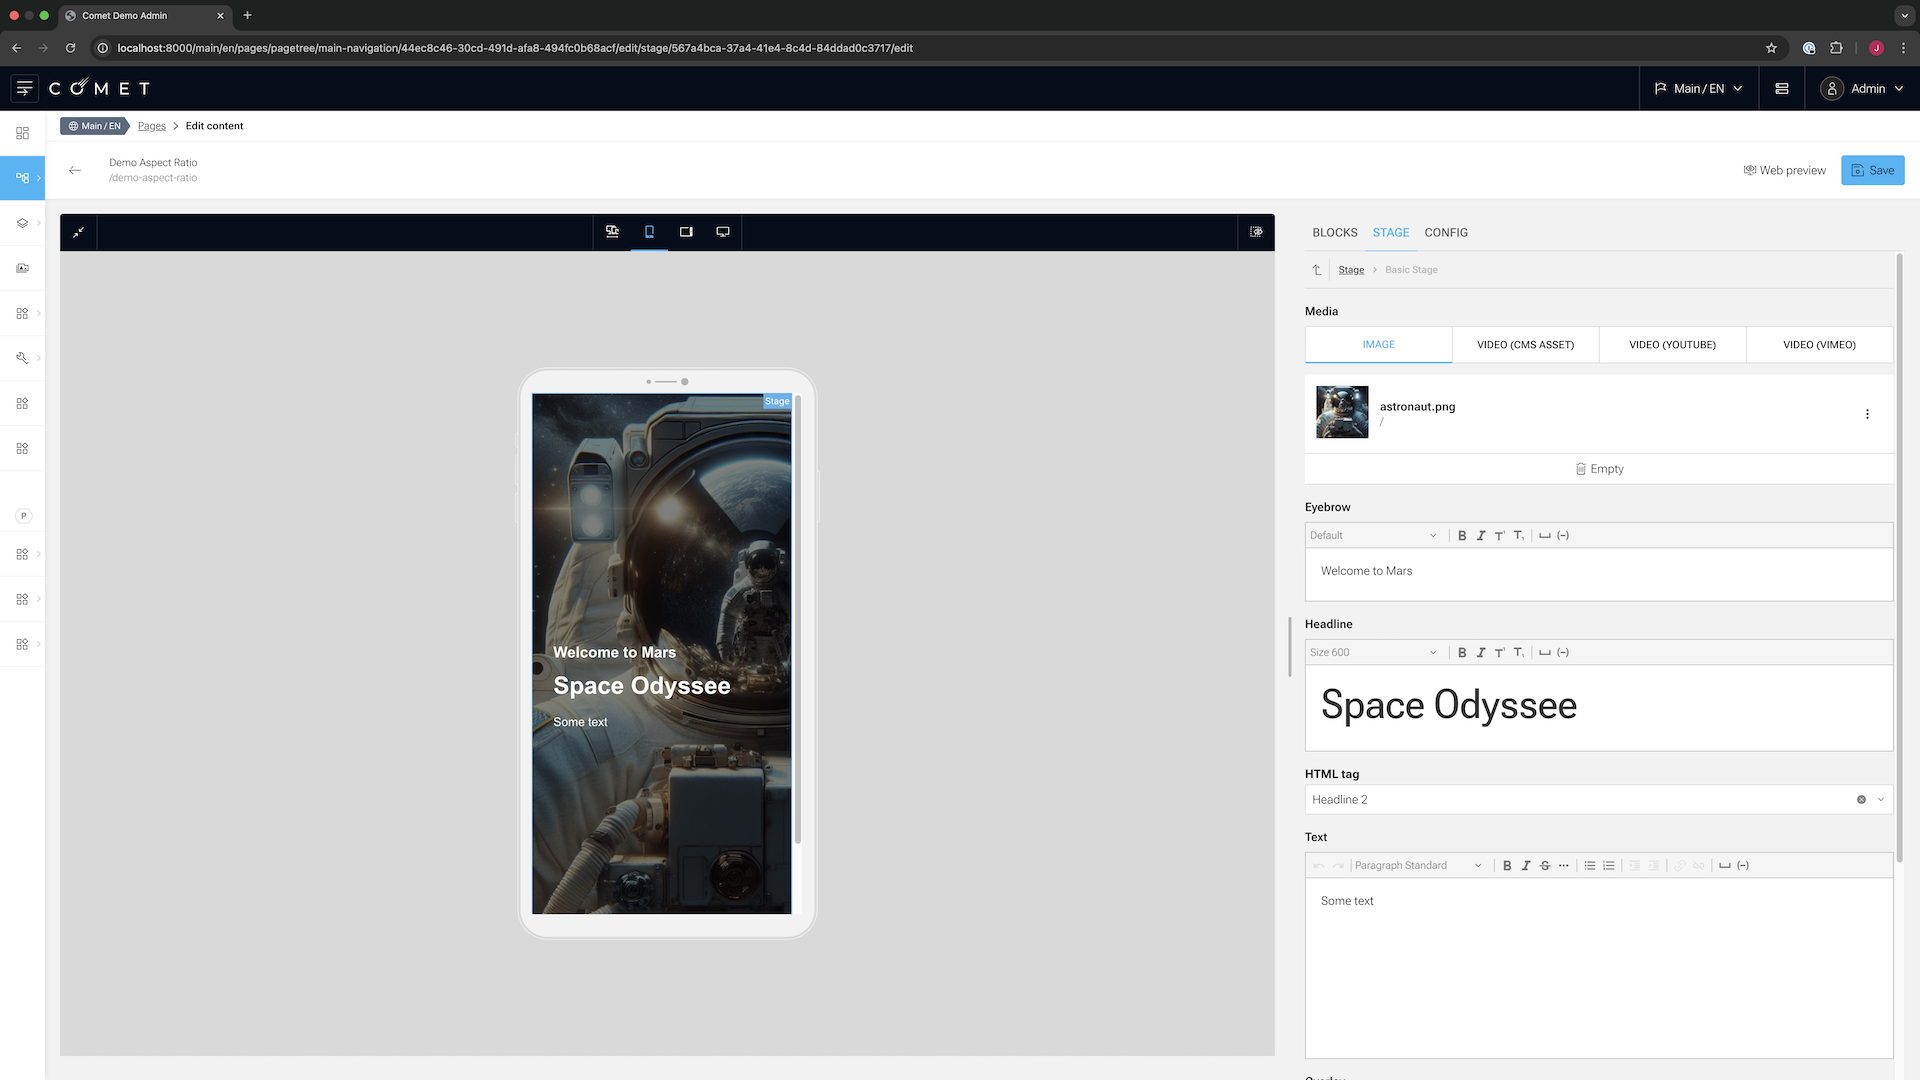 Comet Demo Admin
localhost:8000/main/en/pages/pagetree/main-navigation/44ec8c46-30cd-491d-afa8-494fc0b68acf/edit/stage/567a4bca-37a4-41e4-8c4d-84ddad0c3717/edit
J
COMET
Main / EN
Admin
Main / EN
Pages
Edit content
Demo Aspect Ratio
/demo-aspect-ratio
Web preview
Save
P
Stage
Welcome to Mars
Space Odyssee
Some text
BLOCKS
STAGE
CONFIG
Stage
Basic Stage
Media
IMAGE
VIDEO (CMS ASSET)
VIDEO (YOUTUBE)
VIDEO (VIMEO)
astronaut.png
/
Empty
Eyebrow
Default
Welcome to Mars
Headline
Size 600
Space Odyssee
HTML tag
Headline 2
Text
Paragraph Standard
Some text